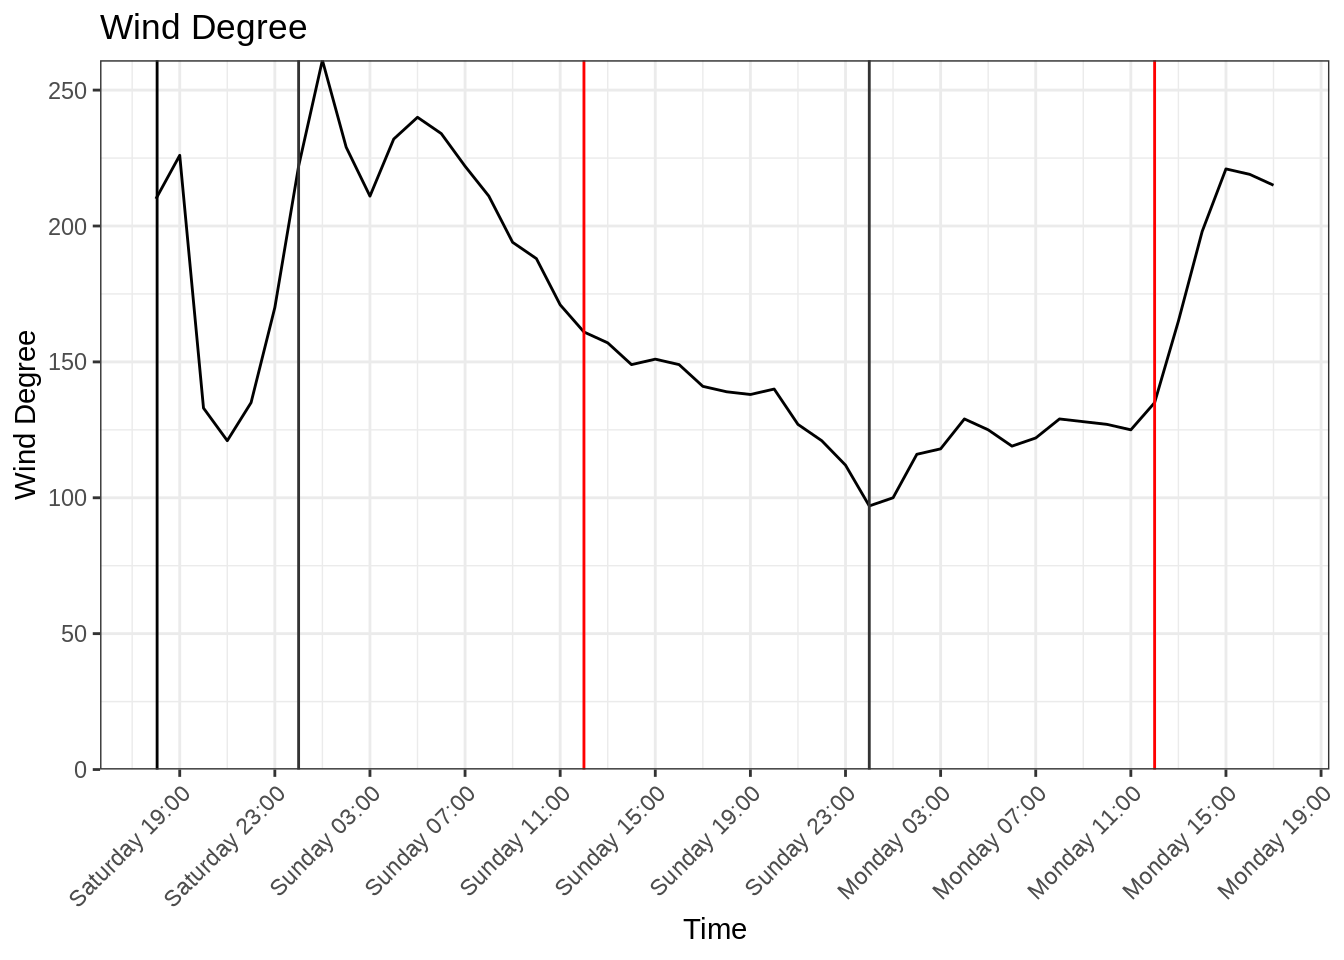 Wind Degree
Wind Degree
250
200
150
100
50
0
Saturday 19:00
Saturday 23:00
Sunday 03:00
Sunday 07:00
Sunday 11:00
Sunday 15:00
Sunday 19:00
Sunday 23:00
Monday 03:00
Monday 07:00
Monday 11:00
Monday 15:00
Monday 19:00
Time